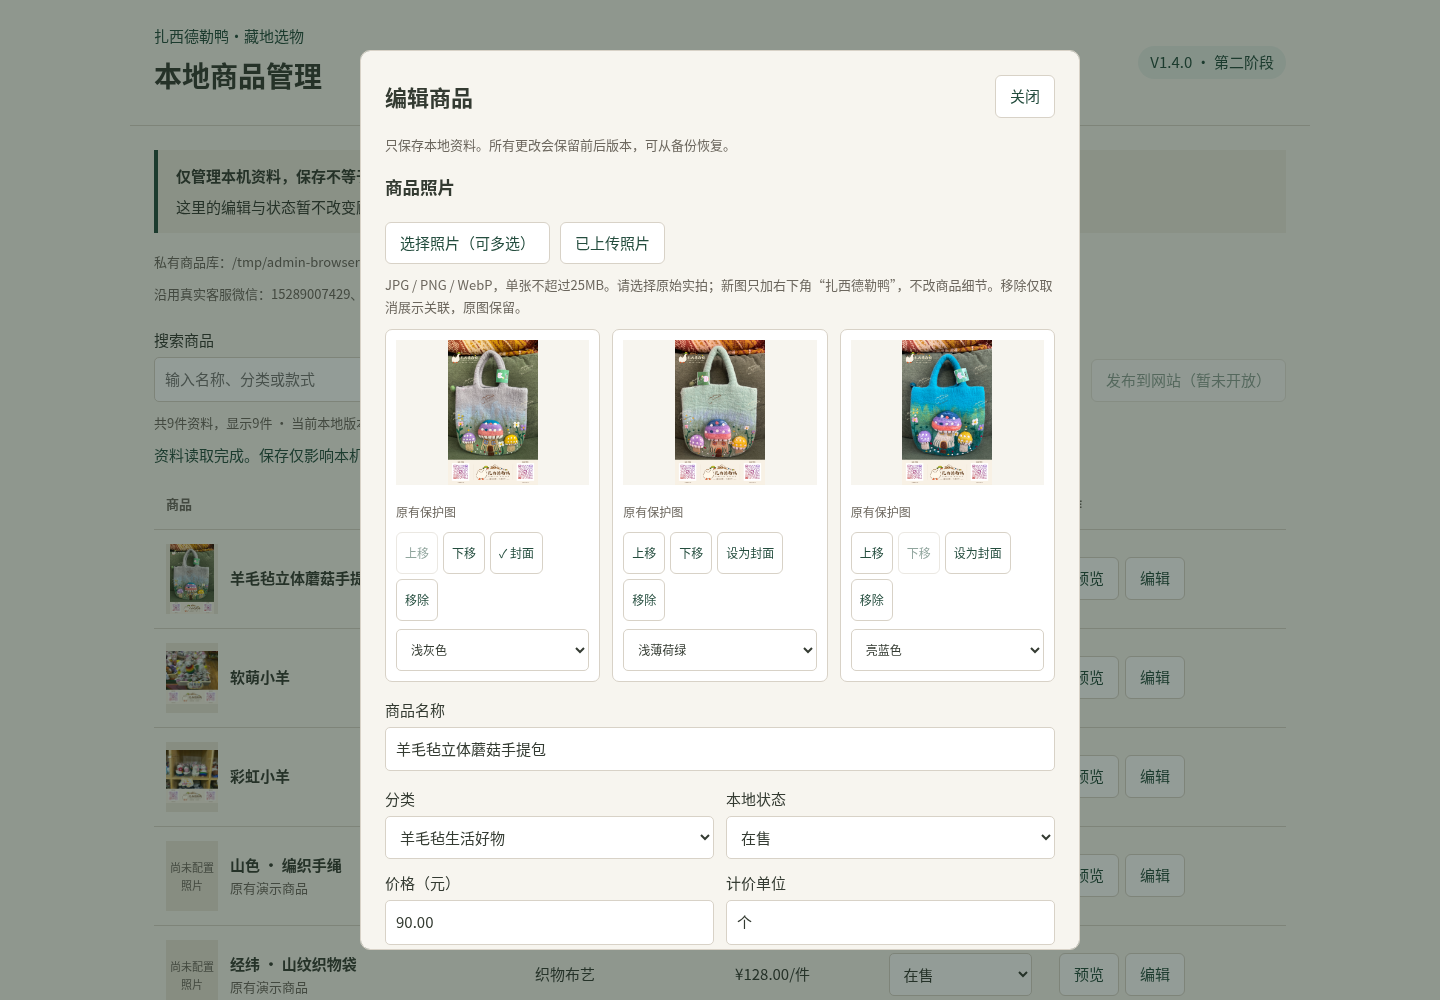 扎西德勒鸭·藏地选物
本地商品管理
V1.4.0 · 第二阶段
仅管理本机资料，保存不等于
这里的编辑与状态暂不改变
私有商品库：/tmp/admin-browser
沿用真实客服微信：15289007429、
搜索商品
输入名称、分类或款式
发布到网站（暂未开放）
共9件资料，显示9件 · 当前本地版
资料读取完成。保存仅影响本机
商品
羊毛毡立体蘑菇手提
预览
编辑
软萌小羊
预览
编辑
彩虹小羊
预览
编辑
尚未配置
照片
山色 · 编织手绳
原有演示商品
预览
编辑
尚未配置
照片
经纬 · 山纹织物袋
原有演示商品
织物布艺
¥128.00/件
在售
预览
编辑
编辑商品
关闭
只保存本地资料。所有更改会保留前后版本，可从备份恢复。
商品照片
选择照片（可多选）
已上传照片
JPG / PNG / WebP，单张不超过25MB。请选择原始实拍；新图只加右下角“扎西德勒鸭”，不改商品细节。移除仅取
消展示关联，原图保留。
原有保护图
上移
下移
✓ 封面
移除
浅灰色
原有保护图
上移
下移
设为封面
移除
浅薄荷绿
原有保护图
上移
下移
设为封面
移除
亮蓝色
商品名称
羊毛毡立体蘑菇手提包
分类
本地状态
羊毛毡生活好物
在售
价格（元）
计价单位
90.00
个